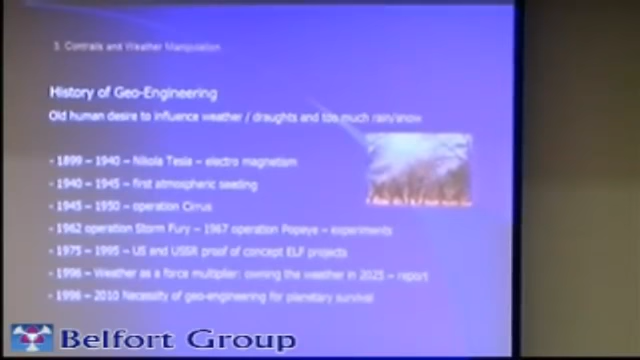 3. Contrails and Weather Manipulation
History of Geo-Engineering
Old human desire to influence weather / draughts and too much rain/snow
- 1899 – 1940 – Nikola Tesla – electro magnetism
- 1940 – 1945 – first atmospheric seeding
- 1945 – 1950 – operation Cirrus
- 1962 operation Storm Fury – 1967 operation Popeye – experiments
- 1975 – 1995 – US and USSR proof of concept ELF projects
- 1996 – Weather as a force multiplier: owning the weather in 2025 – report
- 1996 – 2010 Necessity of geo-engineering for planetary survival
Belfort Group